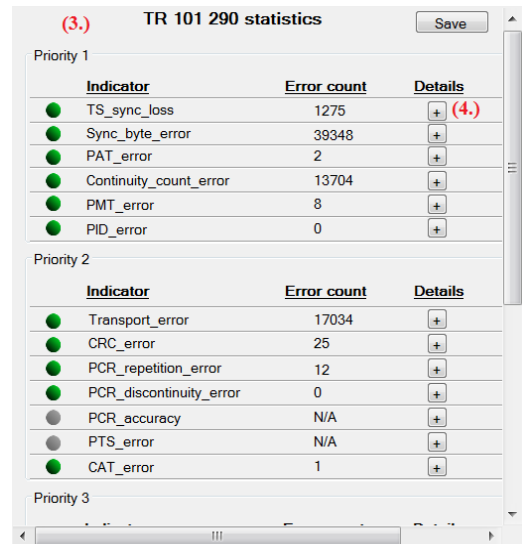 (3.) TR 101 290 statistics Save
Priority 1
Indicator Error count Details
TS_sync_loss 1275 + (4.)
Sync_byte_error 39348 +
PAT_error 2 +
Continuity_count_error 13704 +
PMT_error 8 +
PID_error 0 +
Priority 2
Indicator Error count Details
Transport_error 17034 +
CRC_error 25 +
PCR_repetition_error 12 +
PCR_discontinuity_error 0 +
PCR_accuracy N/A +
PTS_error N/A +
CAT_error 1 +
Priority 3